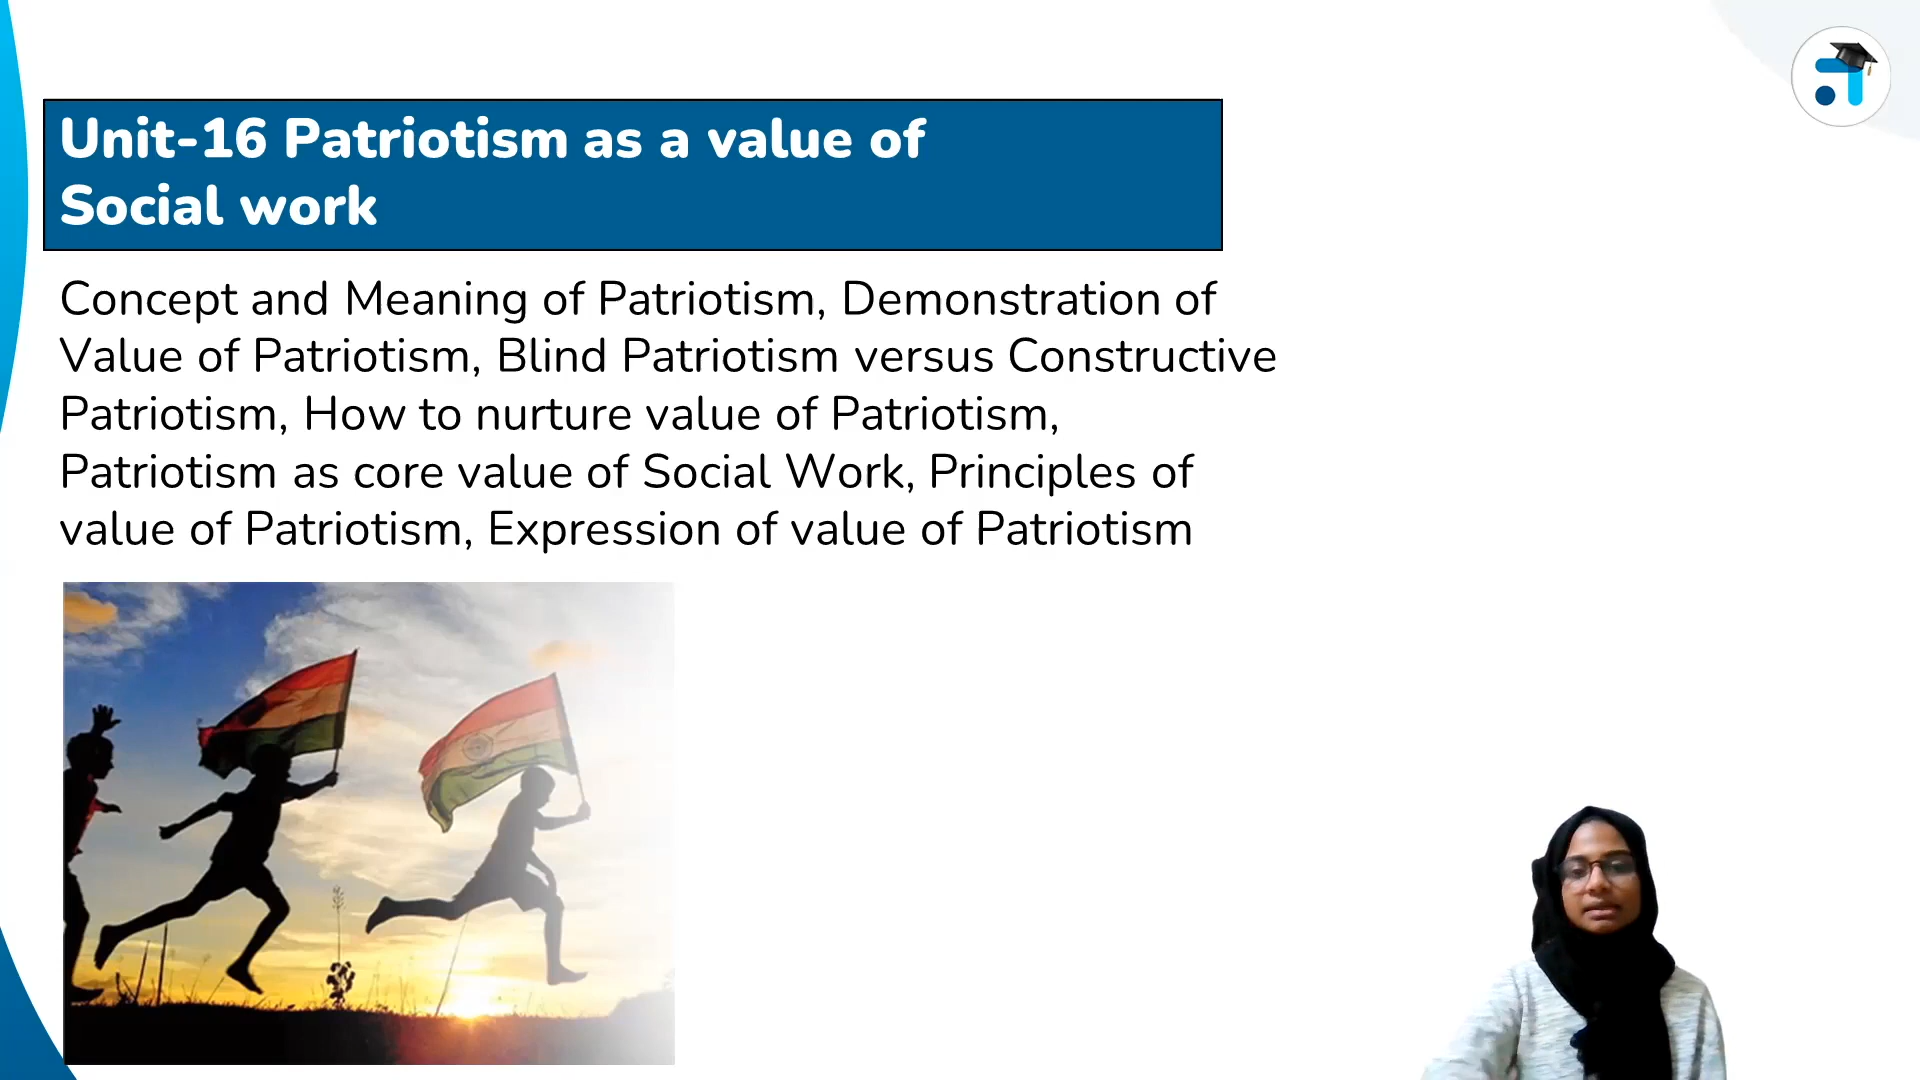 Unit-16 Patriotism as a value of
Social work
Concept and Meaning of Patriotism, Demonstration of
Value of Patriotism, Blind Patriotism versus Constructive
Patriotism, How to nurture value of Patriotism,
Patriotism as core value of Social Work, Principles of
value of Patriotism, Expression of value of Patriotism